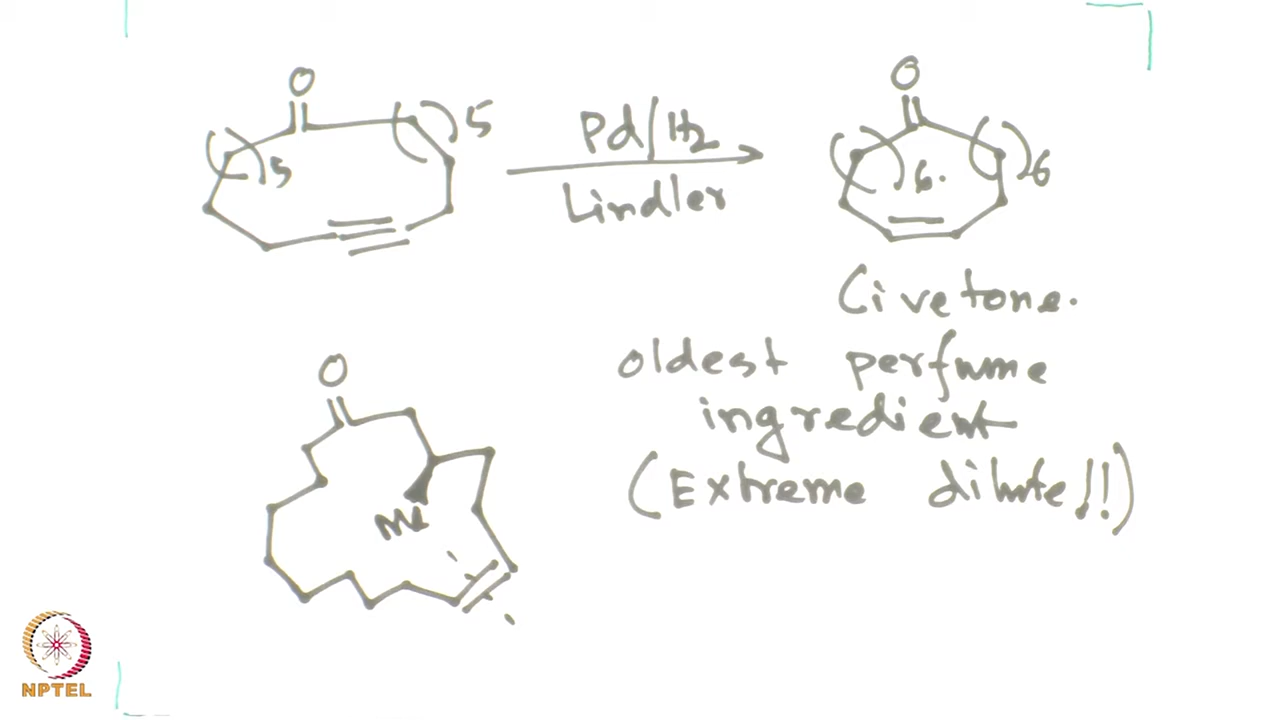 O
O
5
5
Pd/H2
Lindler
6.
6
Civetone.
oldest perfume
ingredient
(Extreme dilute!!)
O
Me
NPTEL